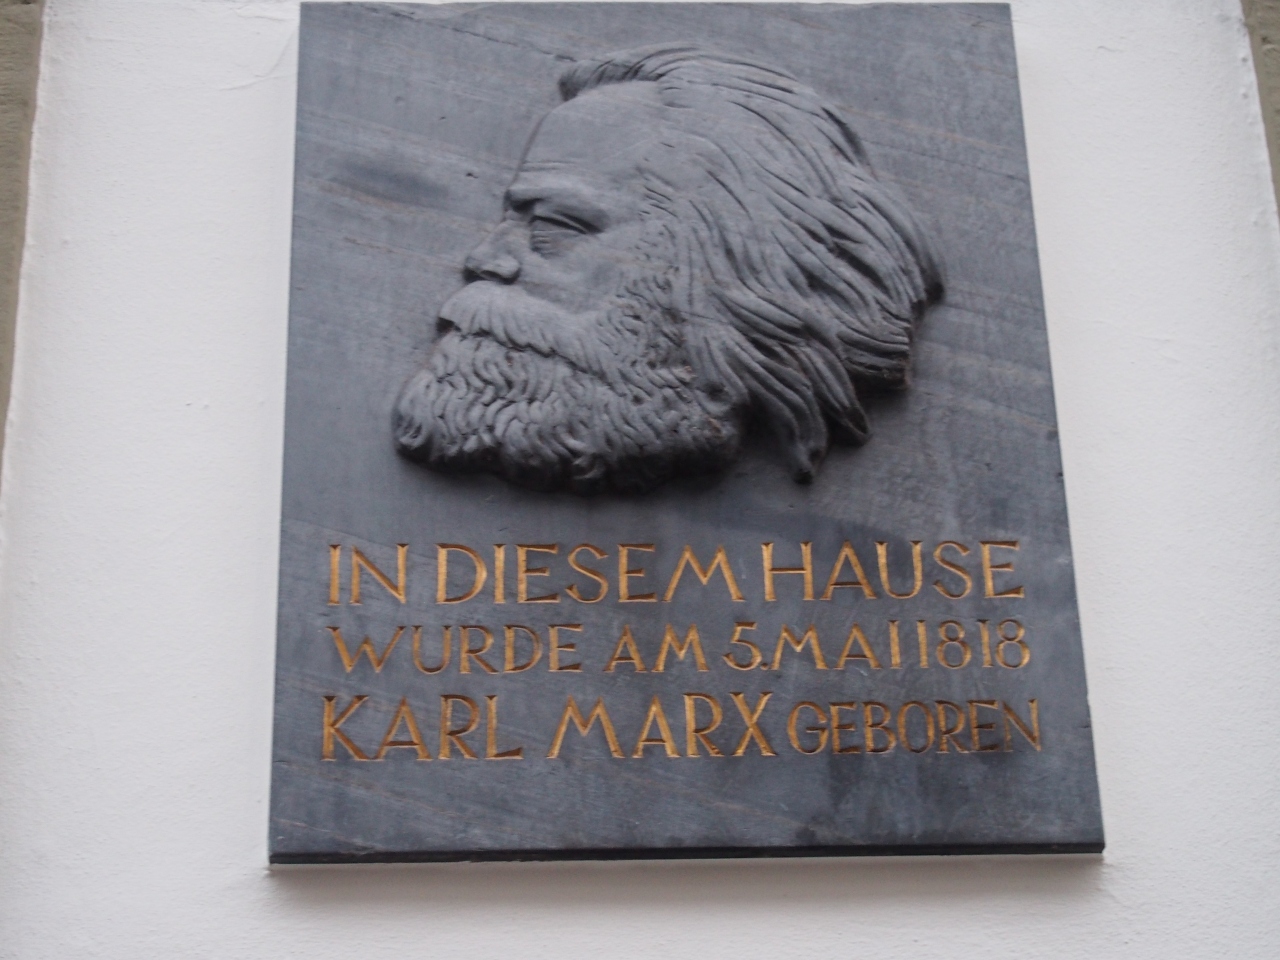 IN DIESEM HAUSE
WURDE AM 5. MAI 1818
KARL MARX GEBOREN